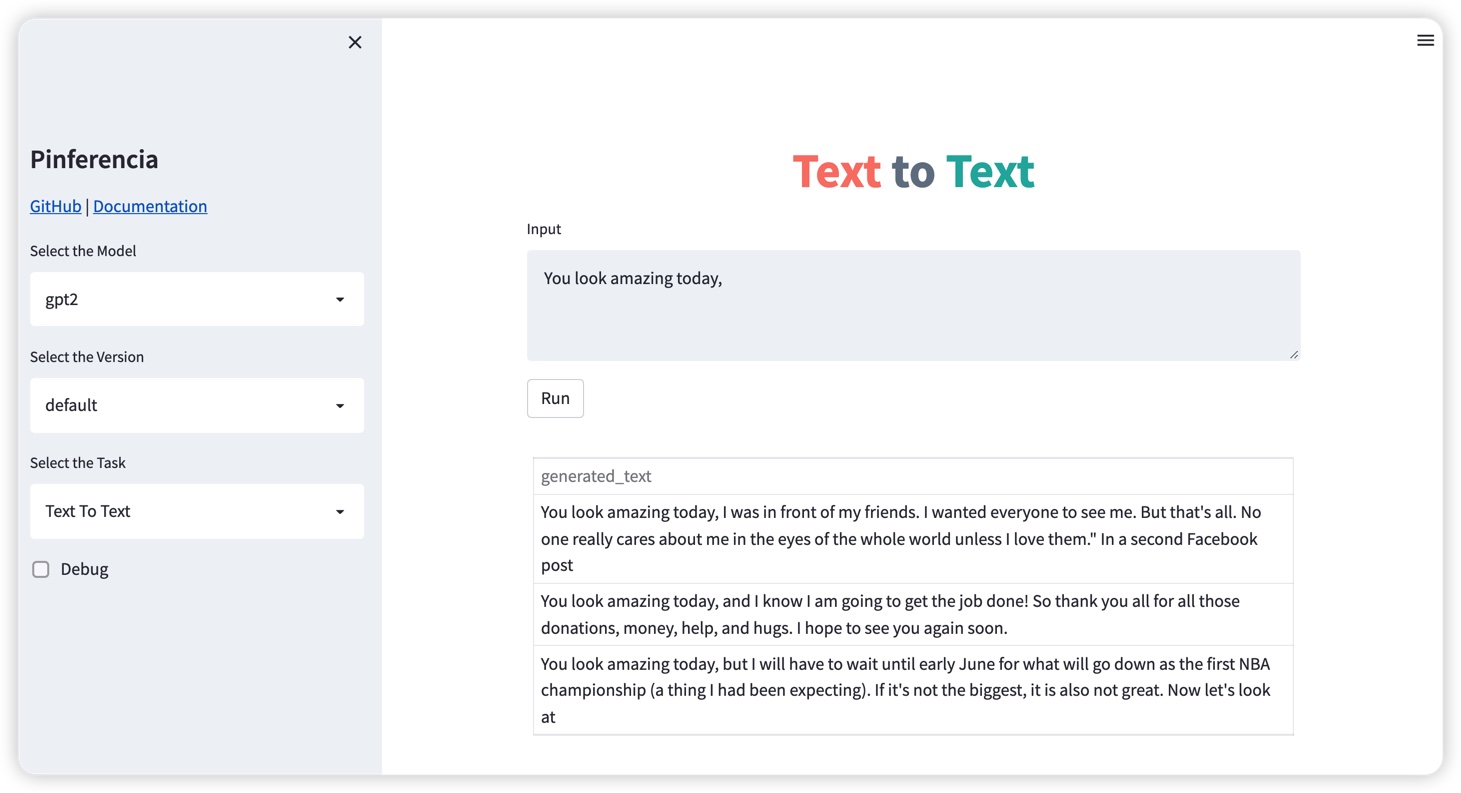 Pinferencia
GitHub | Documentation
Select the Model
gpt2
Select the Version
default
Select the Task
Text To Text
Debug
Text to Text
Input
You look amazing today,
Run
generated_text
You look amazing today, I was in front of my friends. I wanted everyone to see me. But that's all. No
one really cares about me in the eyes of the whole world unless I love them." In a second Facebook
post
You look amazing today, and I know I am going to get the job done! So thank you all for all those
donations, money, help, and hugs. I hope to see you again soon.
You look amazing today, but I will have to wait until early June for what will go down as the first NBA
championship (a thing I had been expecting). If it's not the biggest, it is also not great. Now let's look
at